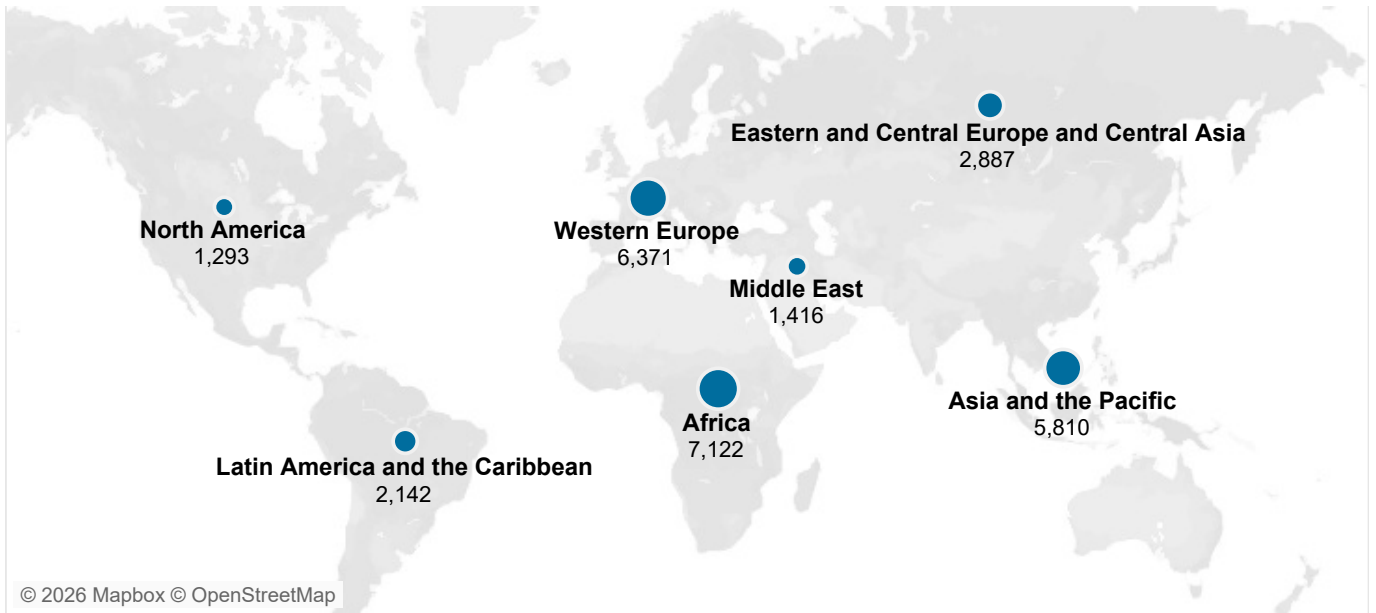 Eastern and Central Europe and Central Asia
2,887
North America
1,293
Western Europe
6,371
Middle East
1,416
Asia and the Pacific
5,810
Africa
7,122
Latin America and the Caribbean
2,142
© 2026 Mapbox © OpenStreetMap